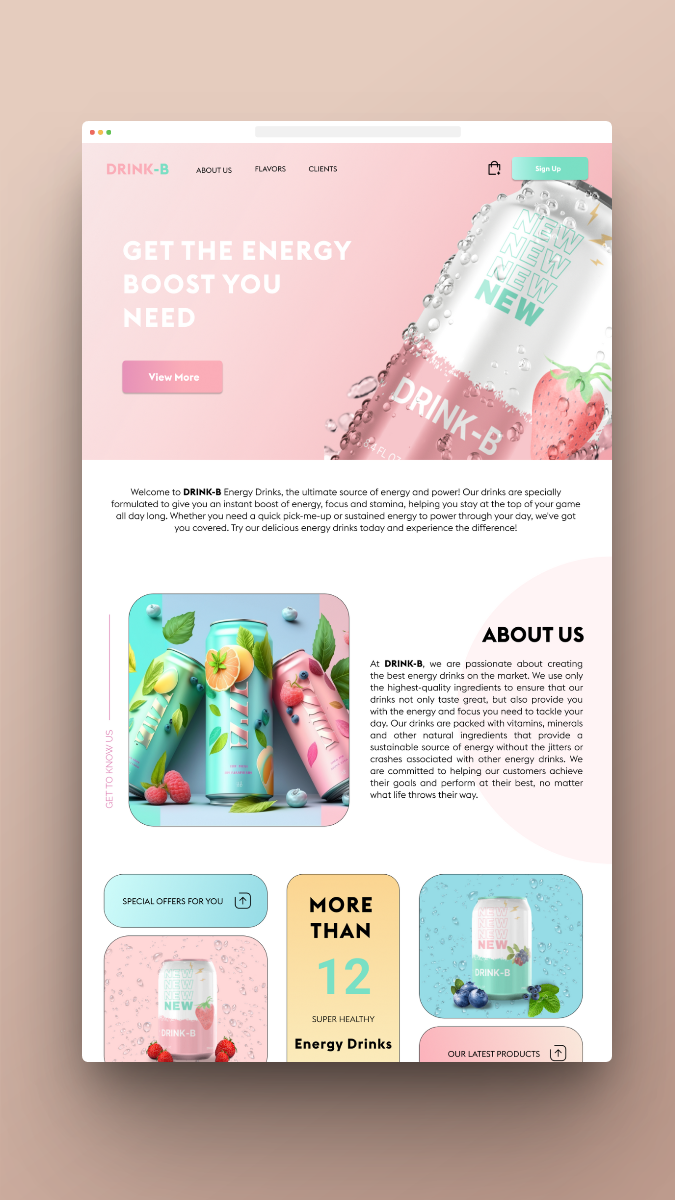 DRINK-B
ABOUT US
FLAVORS
CLIENTS
Sign Up
GET THE ENERGY
BOOST YOU
NEED
View More
NEW
NEW
NEW
NEW
DRINK-B
Welcome to DRINK-B Energy Drinks, the ultimate source of energy and power! Our drinks are specially
formulated to give you an instant boost of energy, focus and stamina, helping you stay at the top of your game
all day long. Whether you need a quick pick-me-up or sustained energy to power through your day, we've got
you covered. Try our delicious energy drinks today and experience the difference!
GET TO KNOW US
ABOUT US
At DRINK-B, we are passionate about creating
the best energy drinks on the market. We use only
the highest-quality ingredients to ensure that our
drinks not only taste great, but also provide you
with the energy and focus you need to tackle your
day. Our drinks are packed with vitamins, minerals
and other natural ingredients that provide a
sustainable source of energy without the jitters or
crashes associated with other energy drinks. We
are committed to helping our customers achieve
their goals and perform at their best, no matter
what life throws their way.
SPECIAL OFFERS FOR YOU
NEW
NEW
NEW
NEW
DRINK-B
MORE
THAN
12
SUPER HEALTHY
Energy Drinks
NEW
NEW
NEW
NEW
DRINK-B
OUR LATEST PRODUCTS